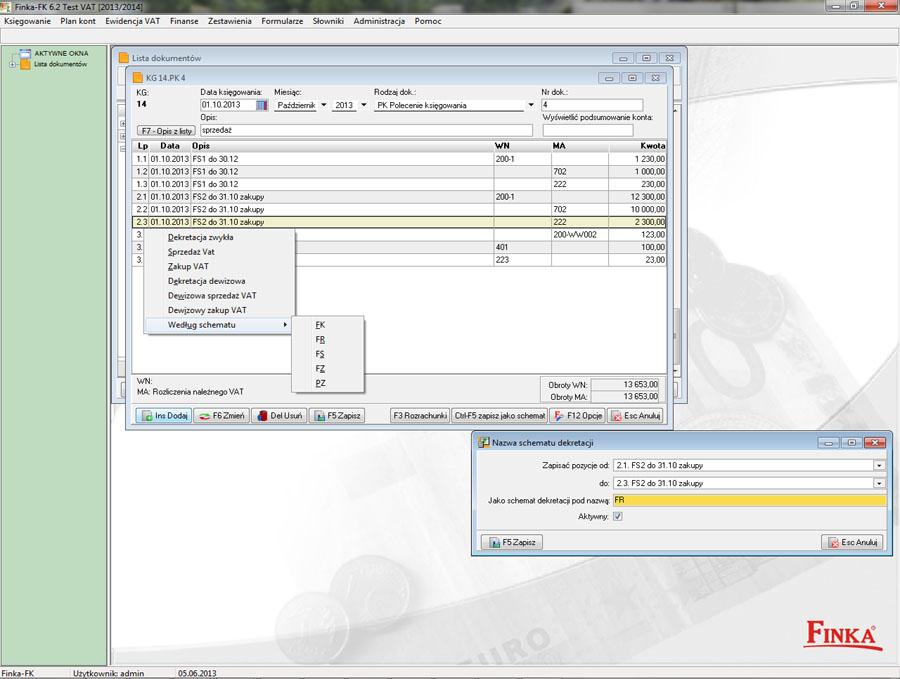 Finka-FK 6.2 Test VAT [2013/2014]
Księgowanie Plan kont Ewidencja VAT Finanse Zestawienia Formularze Słowniki Administracja Pomoc
AKTYWNE OKNA
Lista dokumentów
Lista dokumentów
KG 14.PK 4
KG: Data księgowania: Miesiąc: Rodzaj dok.: Nr dok.:
14 01.10.2013 Październik 2013 PK Polecenie księgowania 4
Opis: Wyświetlić podsumowanie konta:
F7 - Opis z listy sprzedaż
Lp Data Opis WN MA Kwota
1.1 01.10.2013 FS1 do 30.12 200-1 1 230,00
1.2 01.10.2013 FS1 do 30.12 702 1 000,00
1.3 01.10.2013 FS1 do 30.12 222 230,00
2.1 01.10.2013 FS2 do 31.10 zakupy 200-1 12 300,00
2.2 01.10.2013 FS2 do 31.10 zakupy 702 10 000,00
2.3 01.10.2013 FS2 do 31.10 zakupy 222 2 300,00
3. 200-WW002 123,00
3. 401 100,00
3. 223 23,00
Dekretacja zwykła
Sprzedaż Vat
Zakup VAT
Dekretacja dewizowa
Dewizowa sprzedaż VAT
Dewizowy zakup VAT
Według schematu
FK
FR
FS
FZ
PZ
WN:
MA: Rozliczenia należnego VAT
Obroty WN: 13 653,00
Obroty MA: 13 653,00
Ins Dodaj F6 Zmień Del Usuń F5 Zapisz F3 Rozrachunki Ctrl-F5 zapisz jako schemat F12 Opcje Esc Anuluj
Nazwa schematu dekretacji
Zapisać pozycje od: 2.1. FS2 do 31.10 zakupy
do: 2.3. FS2 do 31.10 zakupy
Jako schemat dekretacji pod nazwą: FR
Aktywny:
F5 Zapisz Esc Anuluj
EURO
FINKA®
Finka-FK Użytkownik: admin 05.06.2013